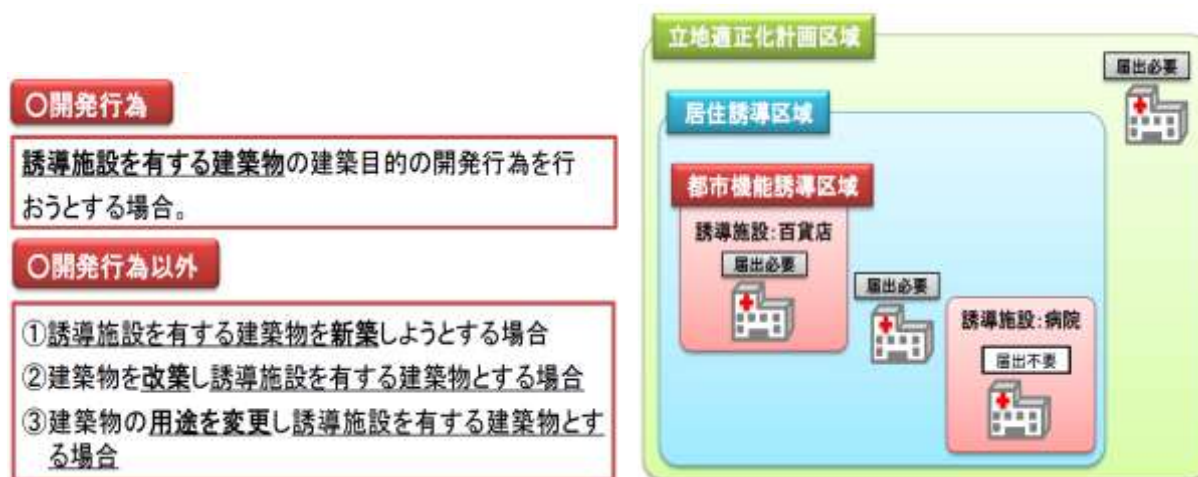 〇開発行為
誘導施設を有する建築物の建築目的の開発行為を行
おうとする場合。
〇開発行為以外
①誘導施設を有する建築物を新築しようとする場合
②建築物を改築し誘導施設を有する建築物とする場合
③建築物の用途を変更し誘導施設を有する建築物とす
る場合
立地適正化計画区域
届出必要
居住誘導区域
都市機能誘導区域
誘導施設:百貨店
届出必要
届出必要
誘導施設:病院
届出不要